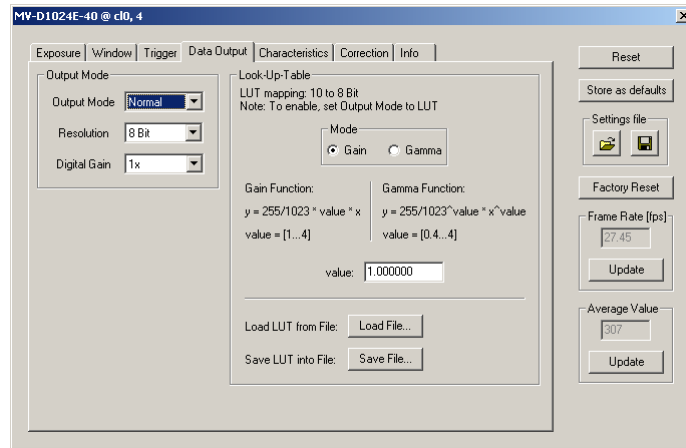 MV-D1024E-40 @ cl0, 4
Exposure Window Trigger Data Output Characteristics Correction Info
Output Mode
Output Mode Normal
Resolution 8 Bit
Digital Gain 1x
Look-Up-Table
LUT mapping: 10 to 8 Bit
Note: To enable, set Output Mode to LUT
Mode
Gain Gamma
Gain Function:
y = 255/1023 * value * x
value = [1...4]
Gamma Function:
y = 255/1023^value * x^value
value = [0.4...4]
value: 1.000000
Load LUT from File: Load File...
Save LUT into File: Save File...
Reset
Store as defaults
Settings file
Factory Reset
Frame Rate [fps]
27.45
Update
Average Value
307
Update